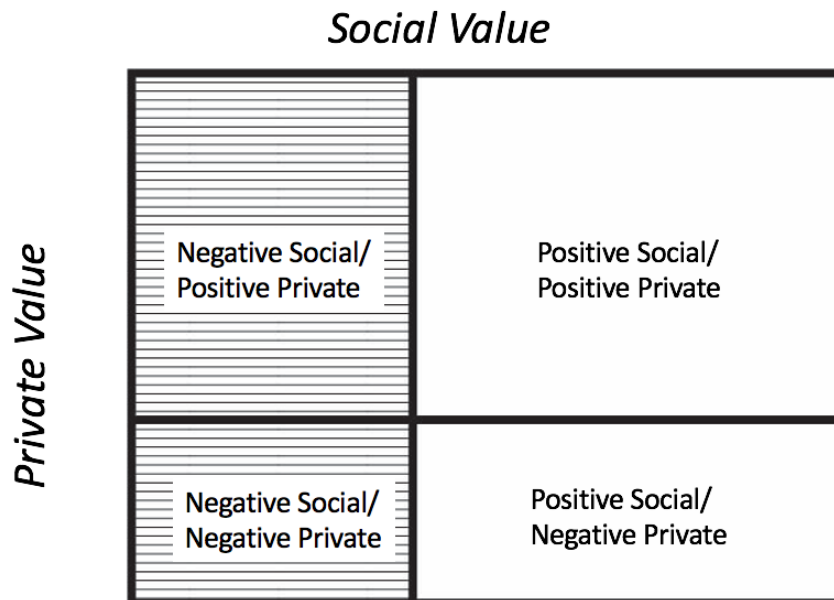 Social Value
Private Value
Negative Social/
Positive Private
Positive Social/
Positive Private
Negative Social/
Negative Private
Positive Social/
Negative Private